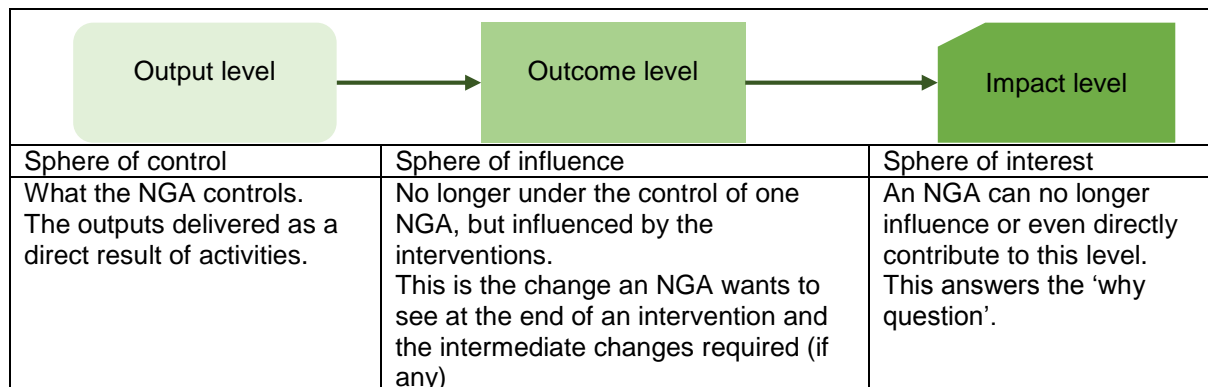 Output level
Outcome level
Impact level
Sphere of control
Sphere of influence
Sphere of interest
What the NGA controls.
The outputs delivered as a
direct result of activities.
No longer under the control of one
NGA, but influenced by the
interventions.
This is the change an NGA wants to
see at the end of an intervention and
the intermediate changes required (if
any)
An NGA can no longer
influence or even directly
contribute to this level.
This answers the ‘why
question’.